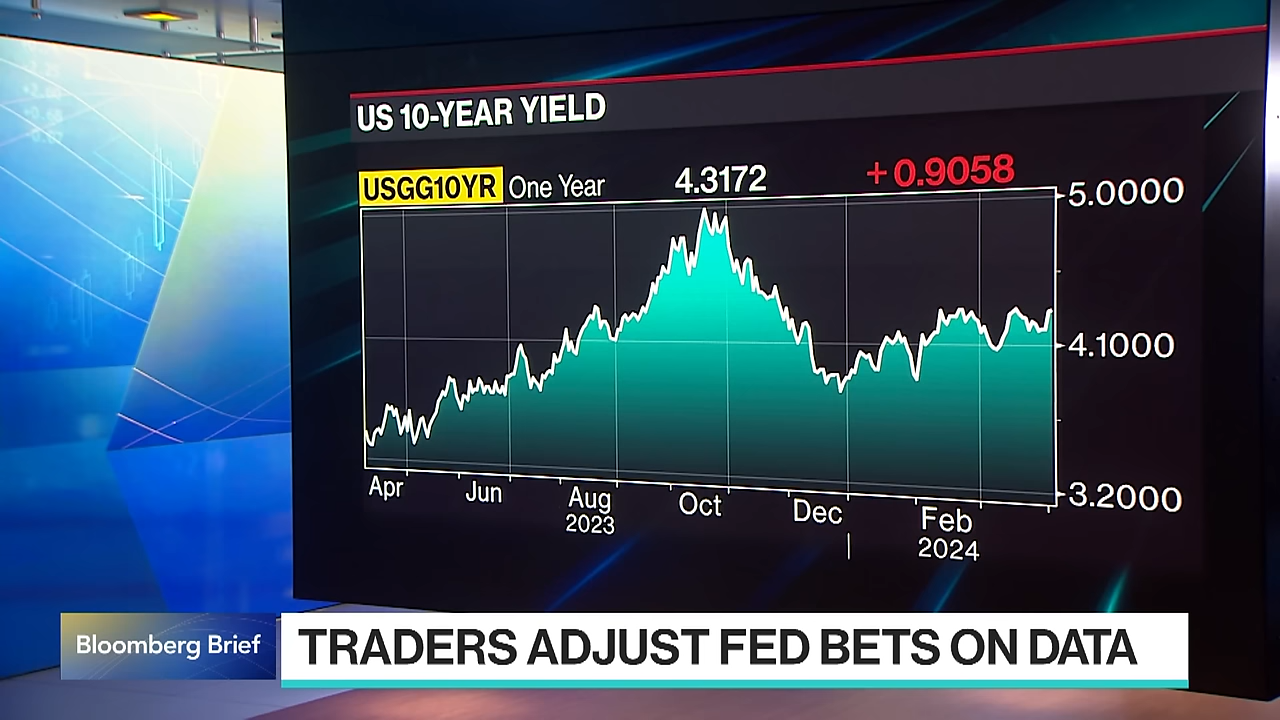 US 10-YEAR YIELD
USGG10YR One Year 4.3172 +0.9058
5.0000
4.1000
3.2000
Apr Jun Aug Oct Dec Feb
2023 2024
Bloomberg Brief
TRADERS ADJUST FED BETS ON DATA